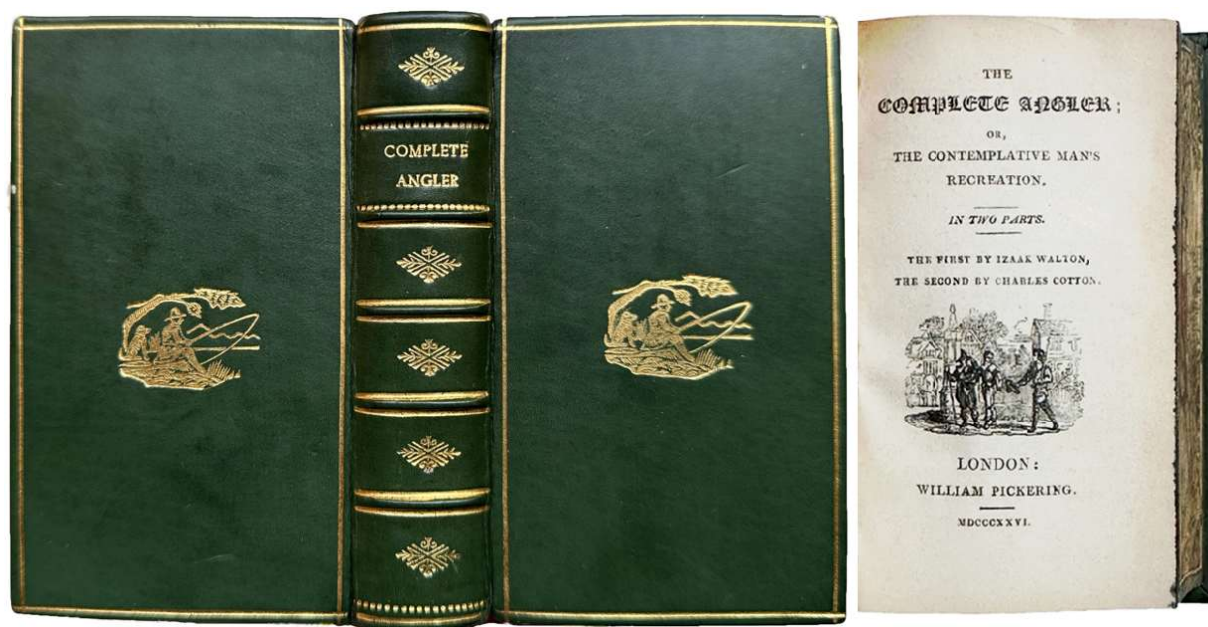 COMPLETE
ANGLER
THE
COMPLETE ANGLER;
OR,
THE CONTEMPLATIVE MAN'S
RECREATION.
IN TWO PARTS.
THE FIRST BY IZAAK WALTON,
THE SECOND BY CHARLES COTTON.
LONDON:
WILLIAM PICKERING.
MDCCCXXVI.